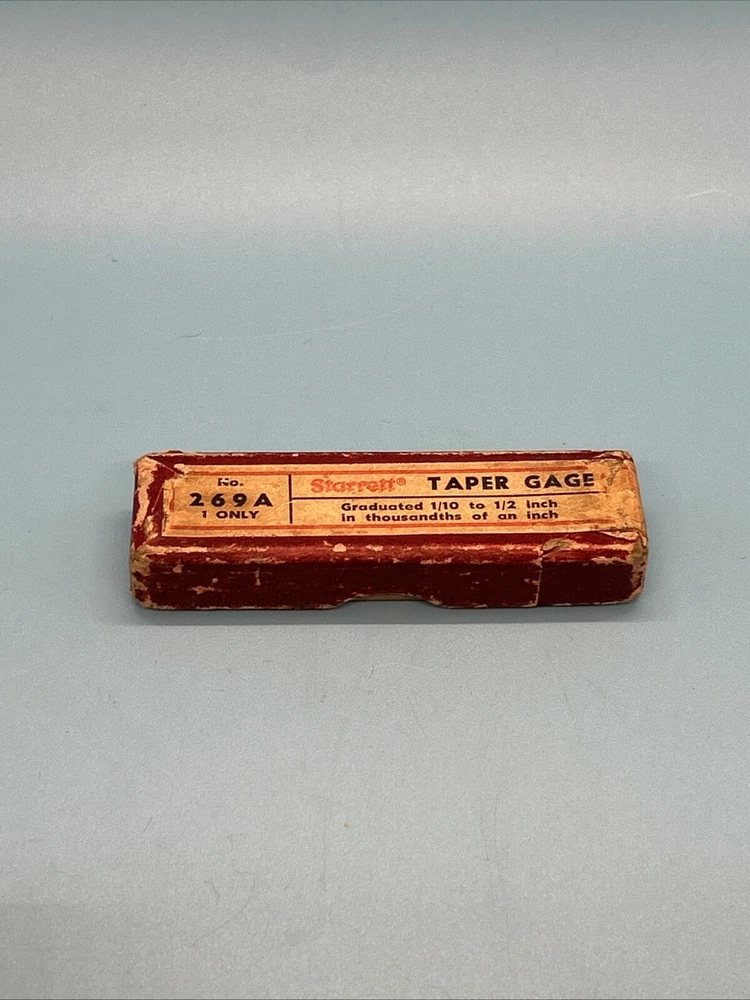 No.
269A
1 ONLY
Starrett® TAPER GAGE
Graduated 1/10 to 1/2 inch
in thousandths of an inch